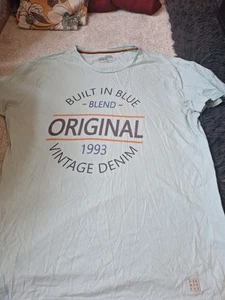 BUILT IN BLUE
- BLEND -
ORIGINAL
1993
VINTAGE DENIM